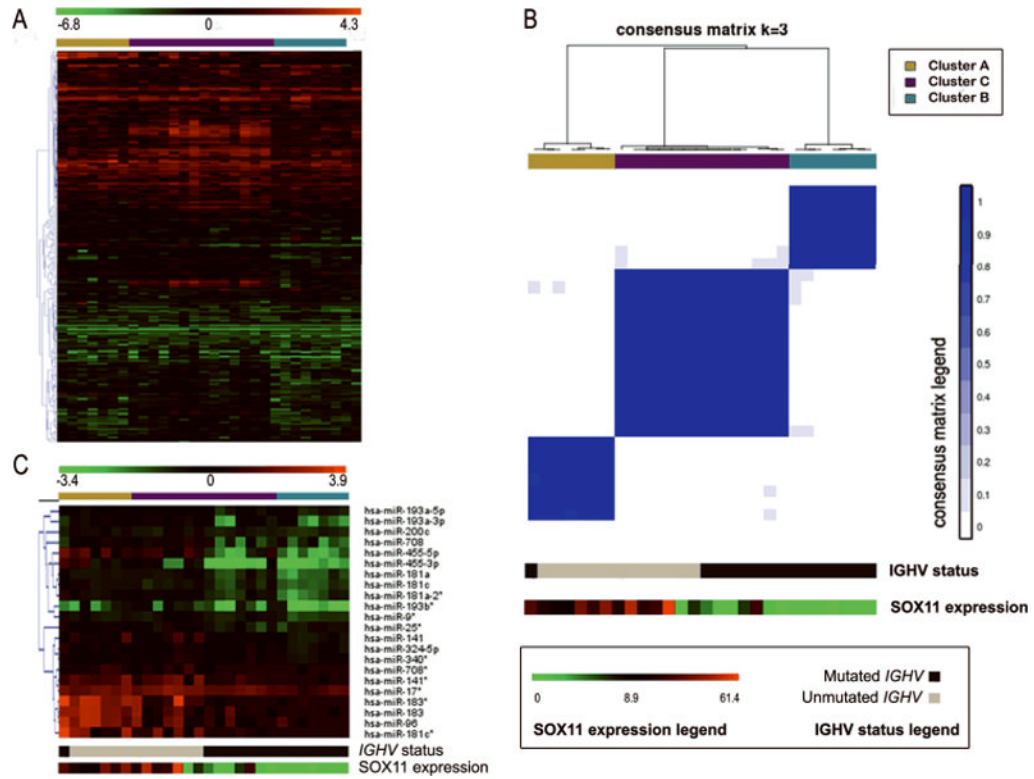 A
-6.8 0 4.3
B
consensus matrix k=3
Cluster A
Cluster C
Cluster B
1
0.9
0.8
0.7
0.6
0.5
0.4
0.3
0.2
0.1
0
consensus matrix legend
IGHV status
SOX11 expression
0 8.9 61.4
SOX11 expression legend
Mutated IGHV
Unmutated IGHV
IGHV status legend
C
-3.4 0 3.9
hsa-miR-193a-5p
hsa-miR-193a-3p
hsa-miR-200c
hsa-miR-708
hsa-miR-455-5p
hsa-miR-455-3p
hsa-miR-181a
hsa-miR-181c
hsa-miR-181a-2*
hsa-miR-193b*
hsa-miR-9*
hsa-miR-25*
hsa-miR-141
hsa-miR-324-5p
hsa-miR-340*
hsa-miR-708*
hsa-miR-141*
hsa-miR-17*
hsa-miR-183*
hsa-miR-183
hsa-miR-96
hsa-miR-181c*
IGHV status
SOX11 expression